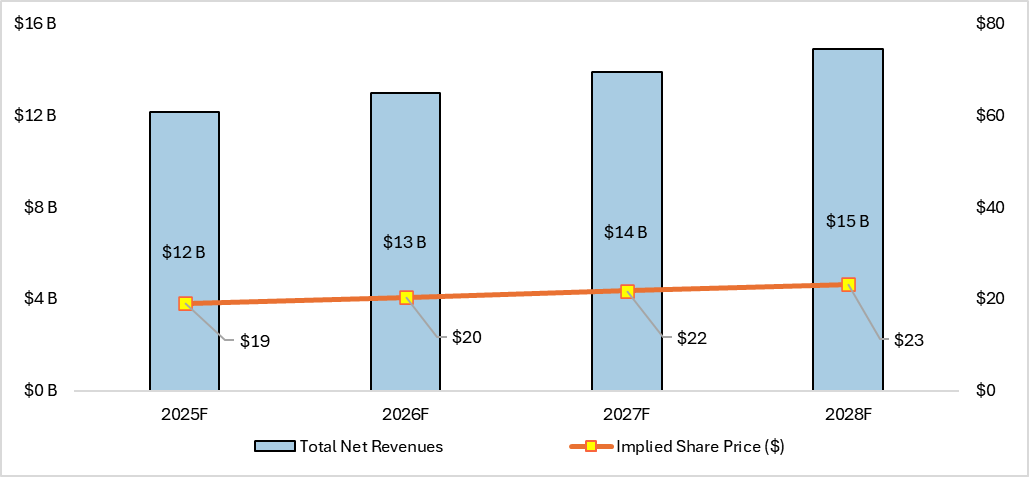 $16 B
$80
$12 B
$60
$8 B
$40
$4 B
$20
$0 B
$0
$12 B
$13 B
$14 B
$15 B
$19
$20
$22
$23
2025F
2026F
2027F
2028F
Total Net Revenues
Implied Share Price ($)